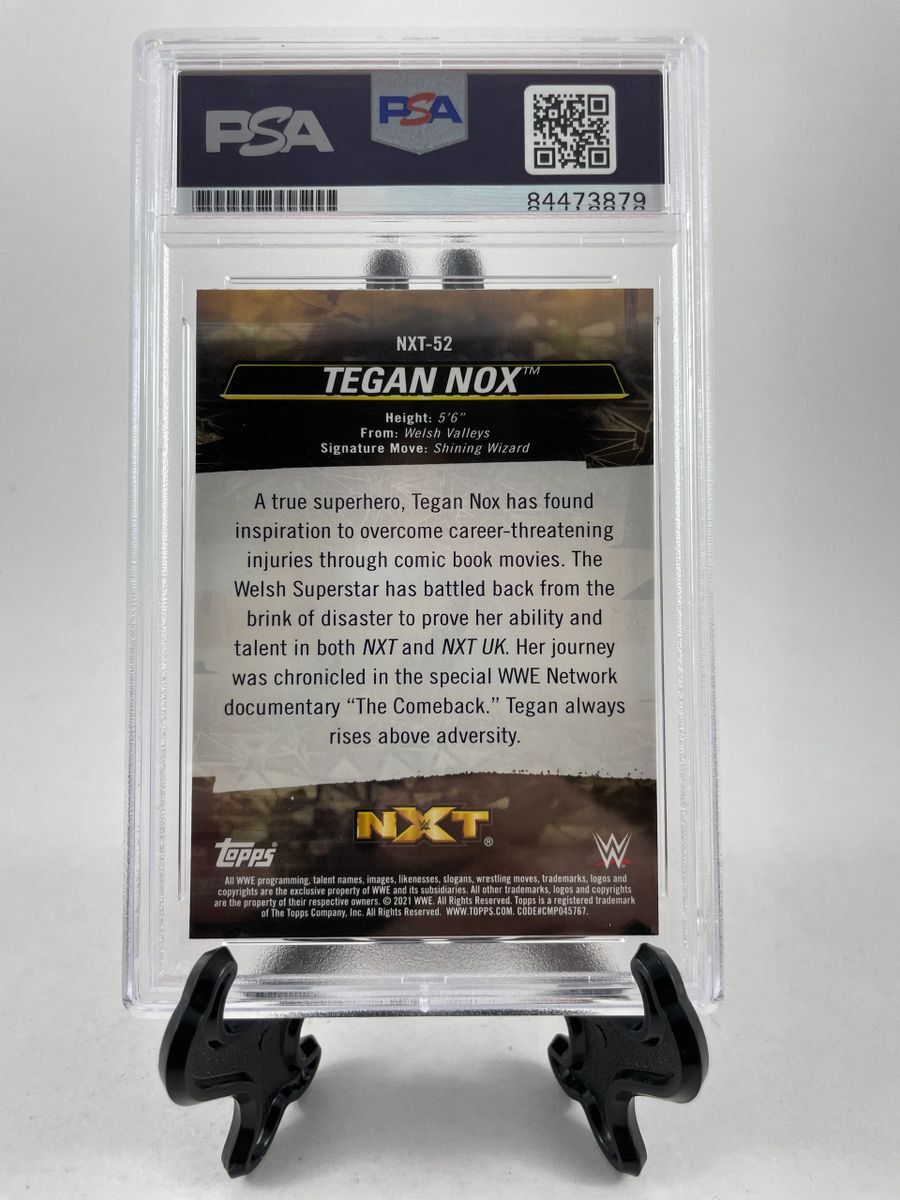 PSA PSA
84473879
NXT-52
TEGAN NOX™
Height: 5'6"
From: Welsh Valleys
Signature Move: Shining Wizard
A true superhero, Tegan Nox has found
inspiration to overcome career-threatening
injuries through comic book movies. The
Welsh Superstar has battled back from the
brink of disaster to prove her ability and
talent in both NXT and NXT UK. Her journey
was chronicled in the special WWE Network
documentary “The Comeback.” Tegan always
rises above adversity.
NXT®
Topps® W
All WWE programming, talent names, images, likenesses, slogans, wrestling moves, trademarks, logos and
copyrights are the exclusive property of WWE and its subsidiaries. All other trademarks, logos and copyrights
are the property of their respective owners. © 2021 WWE. All Rights Reserved. Topps is a registered trademark
of The Topps Company, Inc. All Rights Reserved. WWW.TOPPS.COM. CODE#CMP045767.